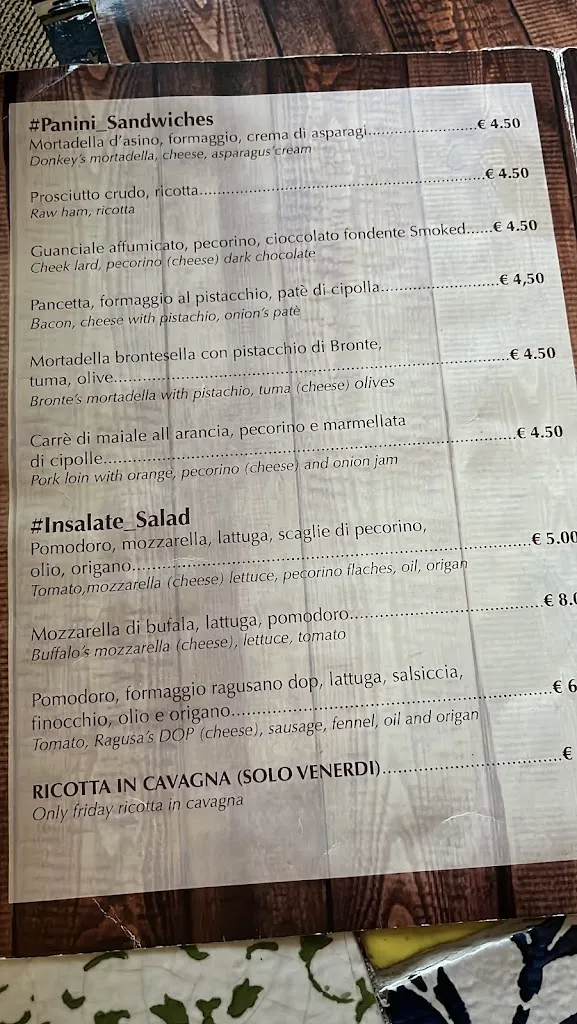 #Panini_Sandwiches
Mortadella d'asino, formaggio, crema di asparagi..................€ 4.50
Donkey's mortadella, cheese, asparagus'cream
Prosciutto crudo, ricotta..................€ 4.50
Raw ham, ricotta
Guanciale affumicato, pecorino, cioccolato fondente Smoked......€ 4.50
Cheek lard, pecorino (cheese) dark chocolate
Pancetta, formaggio al pistacchio, patè di cipolla..................€ 4,50
Bacon, cheese with pistachio, onion's patè
Mortadella brontesella con pistacchio di Bronte,
tuma, olive..................€ 4.50
Bronte's mortadella with pistachio, tuma (cheese) olives
Carrè di maiale all arancia, pecorino e marmellata
di cipolle..................€ 4.50
Pork loin with orange, pecorino (cheese) and onion jam
#Insalate_Salad
Pomodoro, mozzarella, lattuga, scaglie di pecorino,
olio, origano..................€ 5.00
Tomato,mozzarella (cheese) lettuce, pecorino flaches, oil, origan
Mozzarella di bufala, lattuga, pomodoro..................€ 8.0
Buffalo's mozzarella (cheese), lettuce, tomato
Pomodoro, formaggio ragusano dop, lattuga, salsiccia,
finocchio, olio e origano..................€ 6
Tomato, Ragusa's DOP (cheese), sausage, fennel, oil and origan
RICOTTA IN CAVAGNA (SOLO VENERDI)..................€
Only friday ricotta in cavagna